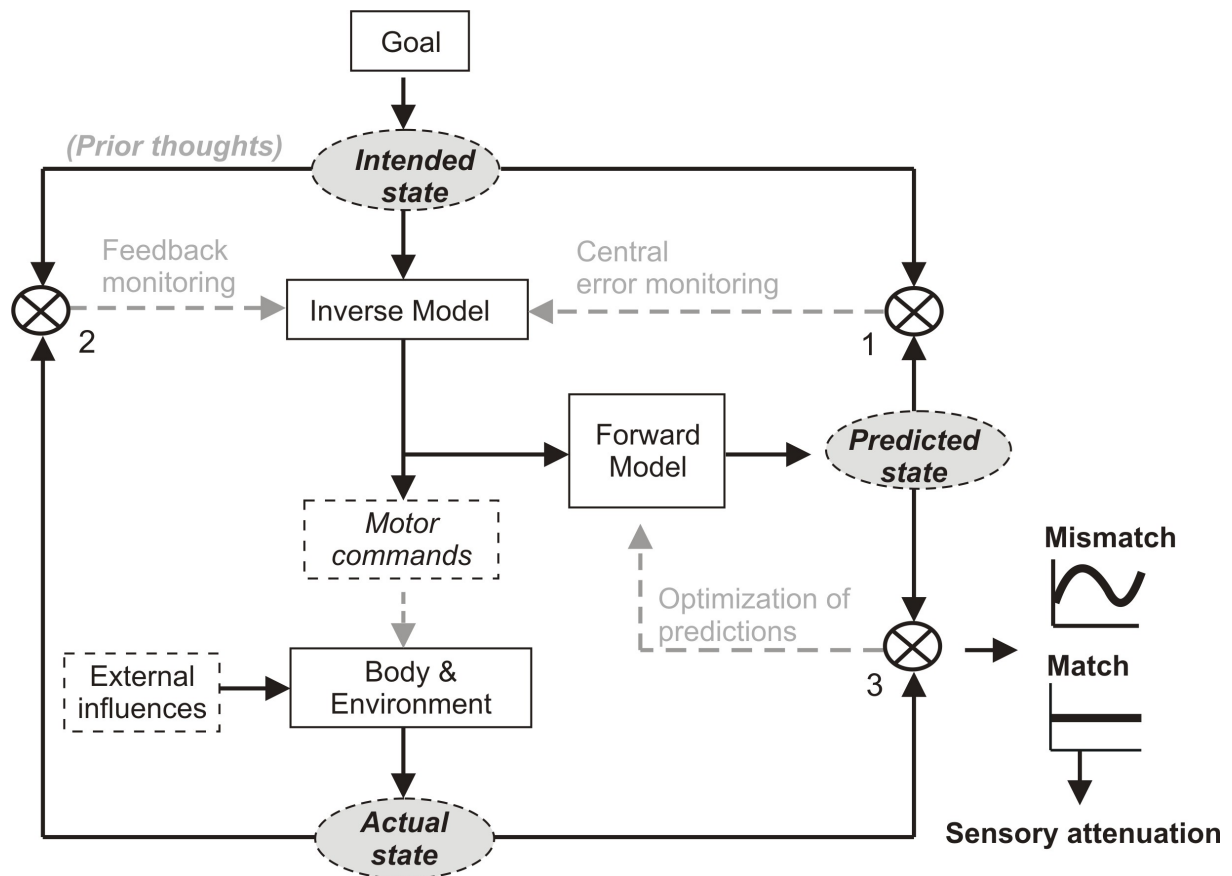 Goal
(Prior thoughts)
Intended
state
Feedback
monitoring
Central
error monitoring
Inverse Model
2
1
Forward
Model
Predicted
state
Motor
commands
Mismatch
Optimization of
predictions
3
Match
External
influences
Body &
Environment
Actual
state
Sensory attenuation